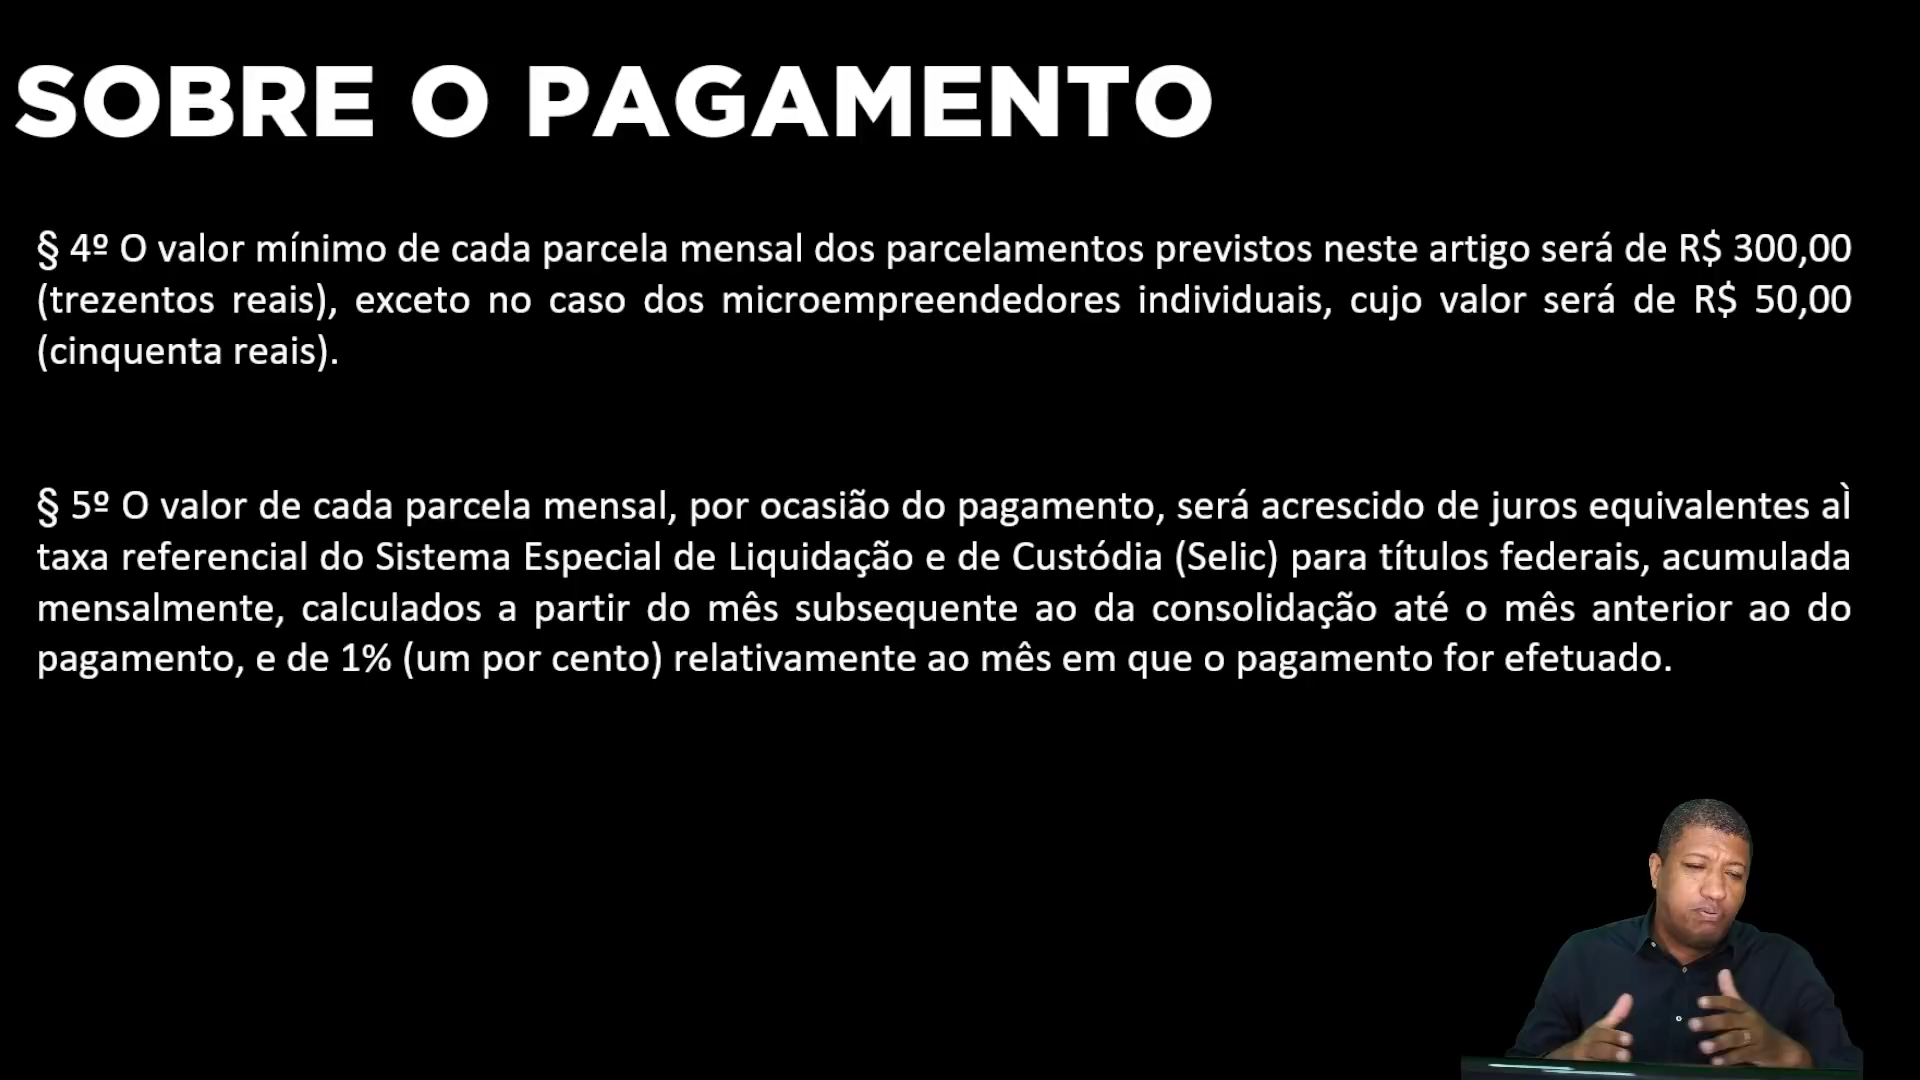 SOBRE O PAGAMENTO
§ 4º O valor mínimo de cada parcela mensal dos parcelamentos previstos neste artigo será de R$ 300,00
(trezentos reais), exceto no caso dos microempreendedores individuais, cujo valor será de R$ 50,00
(cinquenta reais).
§ 5º O valor de cada parcela mensal, por ocasião do pagamento, será acrescido de juros equivalentes aÌ
taxa referencial do Sistema Especial de Liquidação e de Custódia (Selic) para títulos federais, acumulada
mensalmente, calculados a partir do mês subsequente ao da consolidação até o mês anterior ao do
pagamento, e de 1% (um por cento) relativamente ao mês em que o pagamento for efetuado.